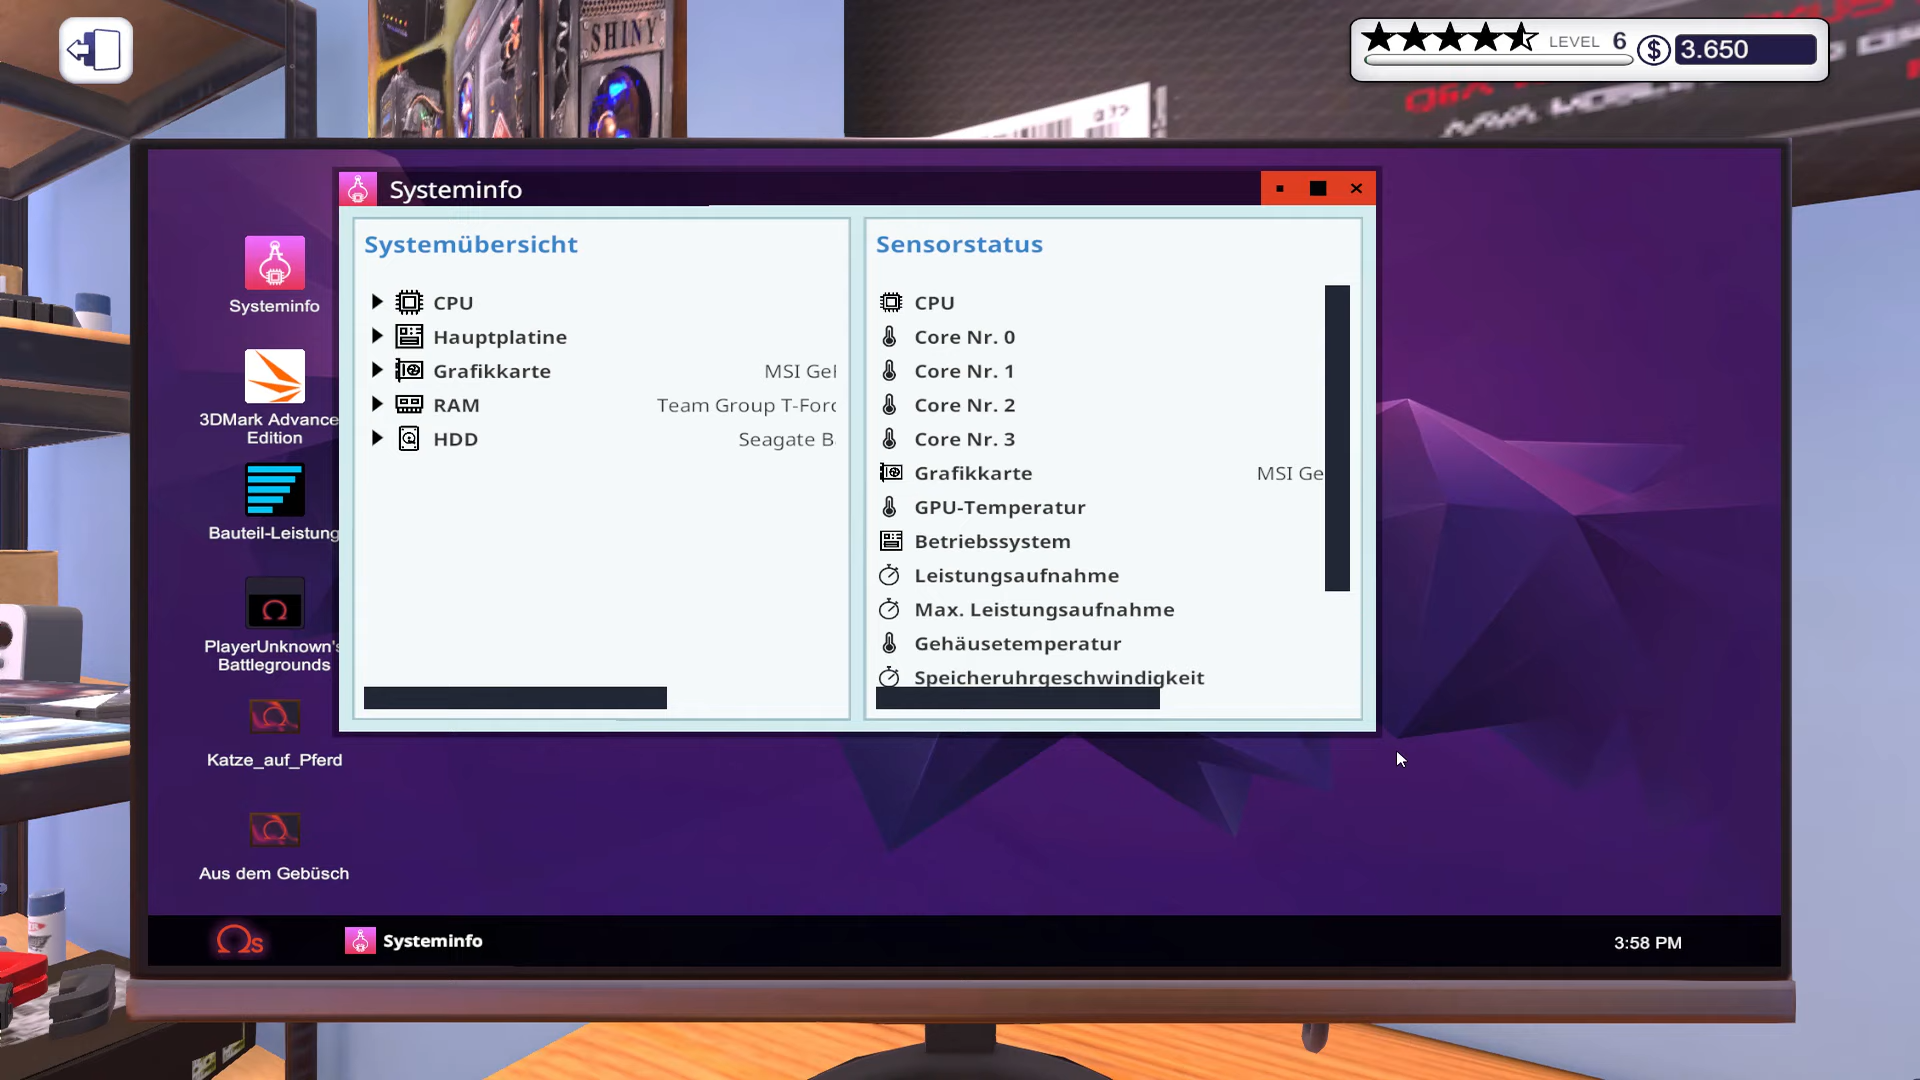 SHINY
LEVEL 6
$ 3.650
Systeminfo
Systemübersicht
CPU
Hauptplatine
Grafikkarte MSI Ge
RAM Team Group T-Forc
HDD Seagate B
Sensorstatus
CPU
Core Nr. 0
Core Nr. 1
Core Nr. 2
Core Nr. 3
Grafikkarte MSI Ge
GPU-Temperatur
Betriebssystem
Leistungsaufnahme
Max. Leistungsaufnahme
Gehäusetemperatur
Speicheruhrgeschwindigkeit
Systeminfo
3DMark Advance
Edition
Bauteil-Leistung
PlayerUnknown's
Battlegrounds
Katze_auf_Pferd
Aus dem Gebüsch
Ωs
Systeminfo
3:58 PM